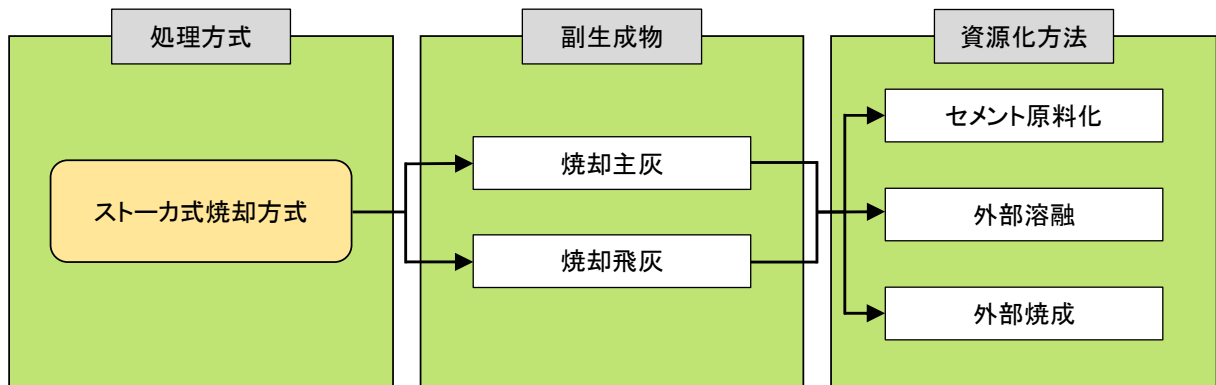 処理方式
副生成物
資源化方法
ストーカ式焼却方式
焼却主灰
焼却飛灰
セメント原料化
外部溶融
外部焼成